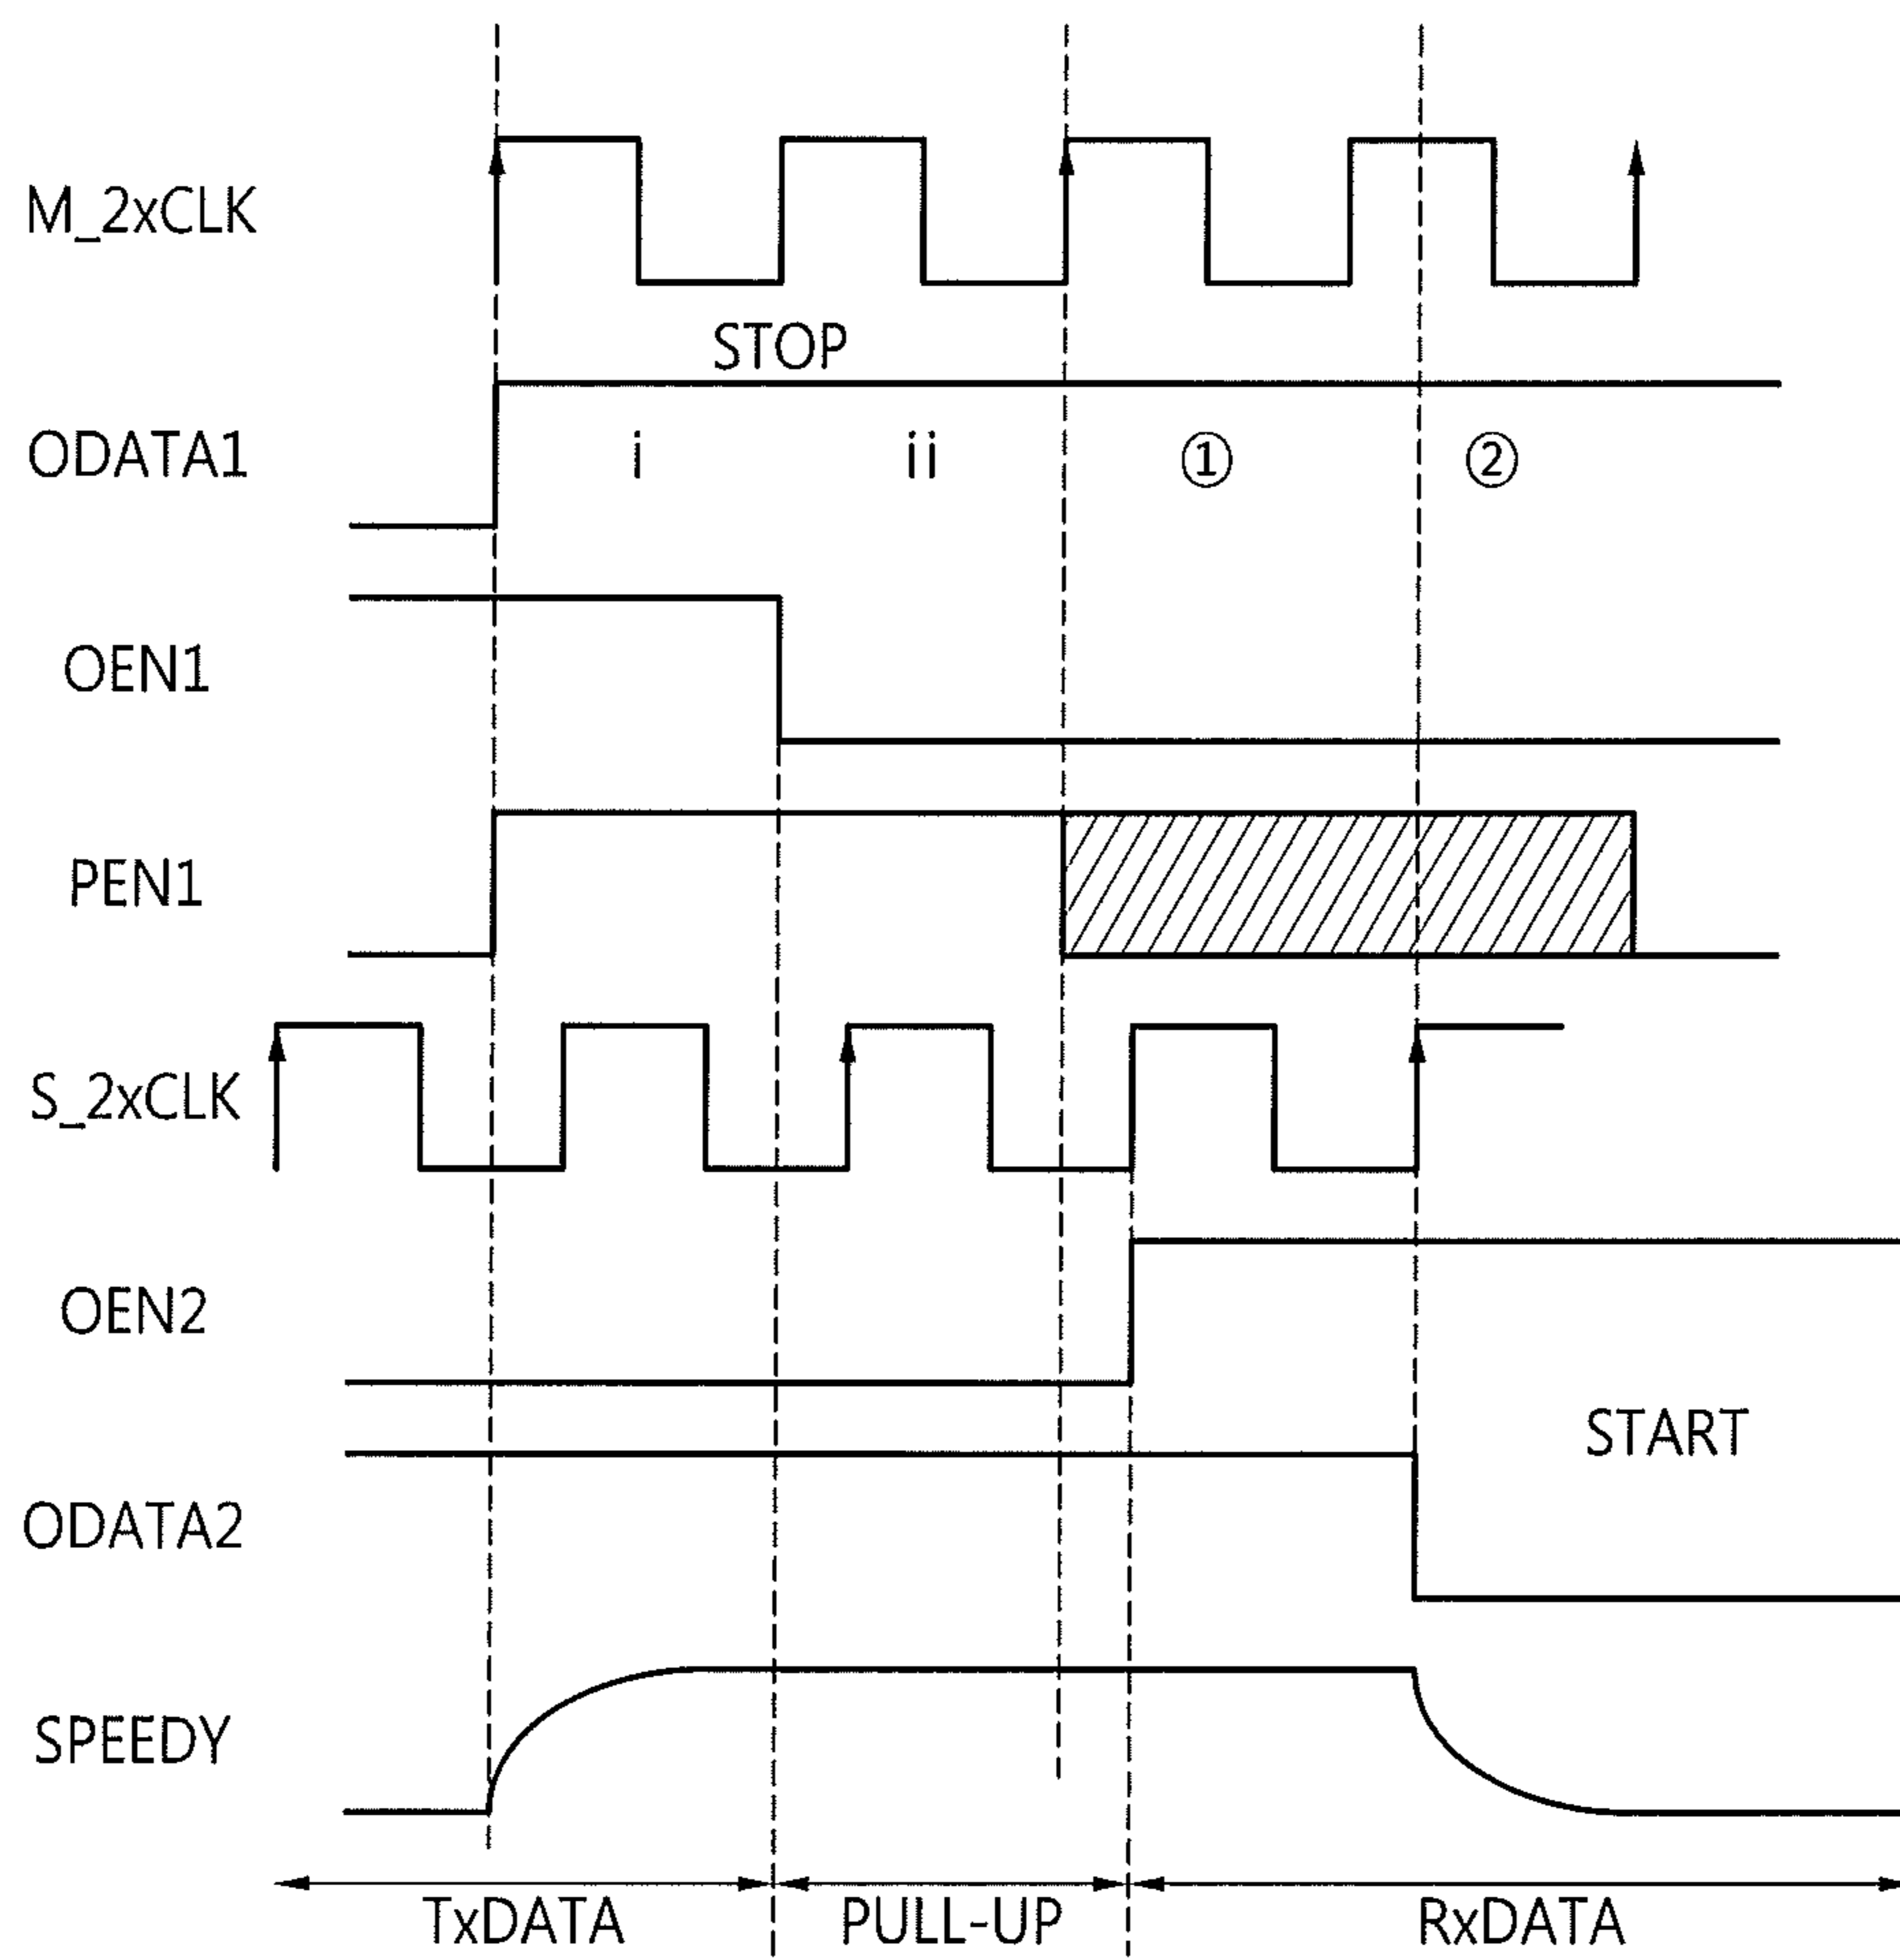 M_2xCLK
STOP
ODATA1
i ii ① ②
OEN1
PEN1
S_2xCLK
OEN2
START
ODATA2
SPEEDY
TxDATA PULL-UP RxDATA